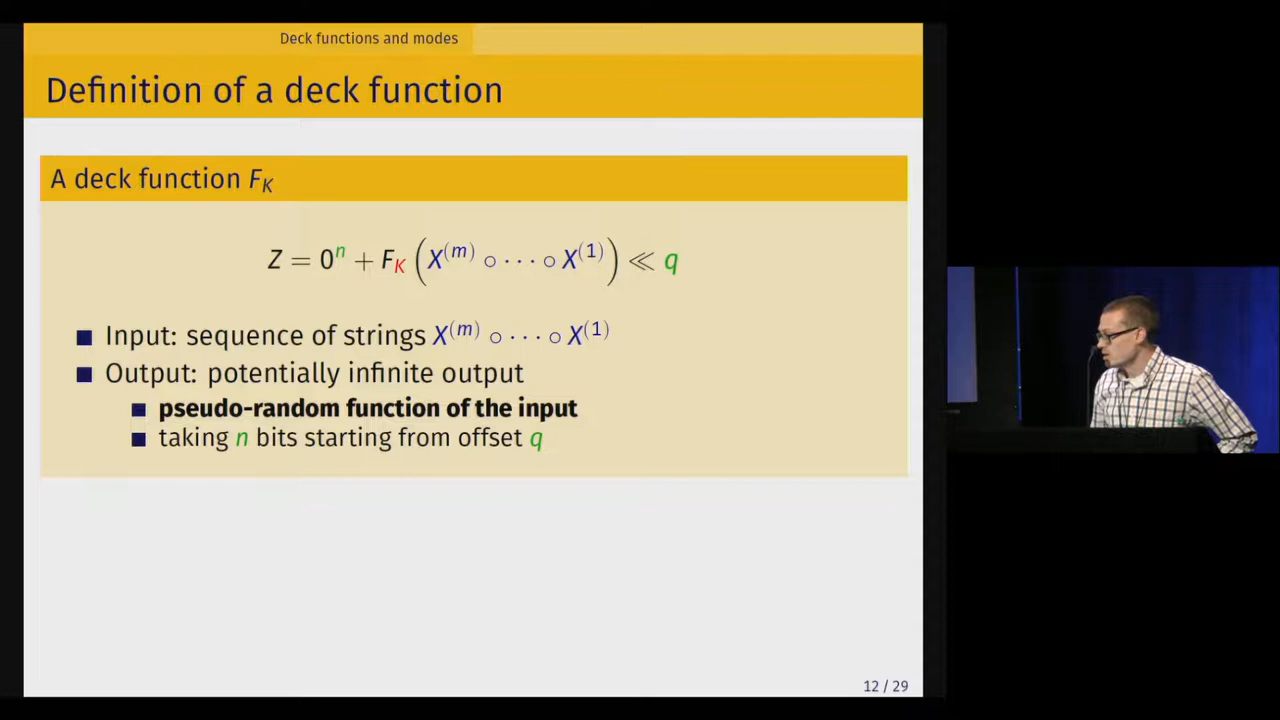 Deck functions and modes
Definition of a deck function
A deck function F_K
Z = 0^n + F_K (X^(m) ∘ ··· ∘ X^(1)) ≪ q
Input: sequence of strings X^(m) ∘ ··· ∘ X^(1)
Output: potentially infinite output
pseudo-random function of the input
taking n bits starting from offset q
12 / 29